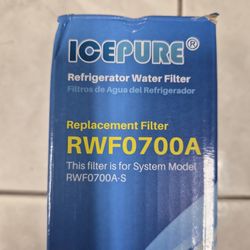 ICEPURE®
Refrigerator Water Filter
Filtros de Agua del Refrigerador
Replacement Filter
RWF0700A
This filter is for System Model
RWF0700A-S